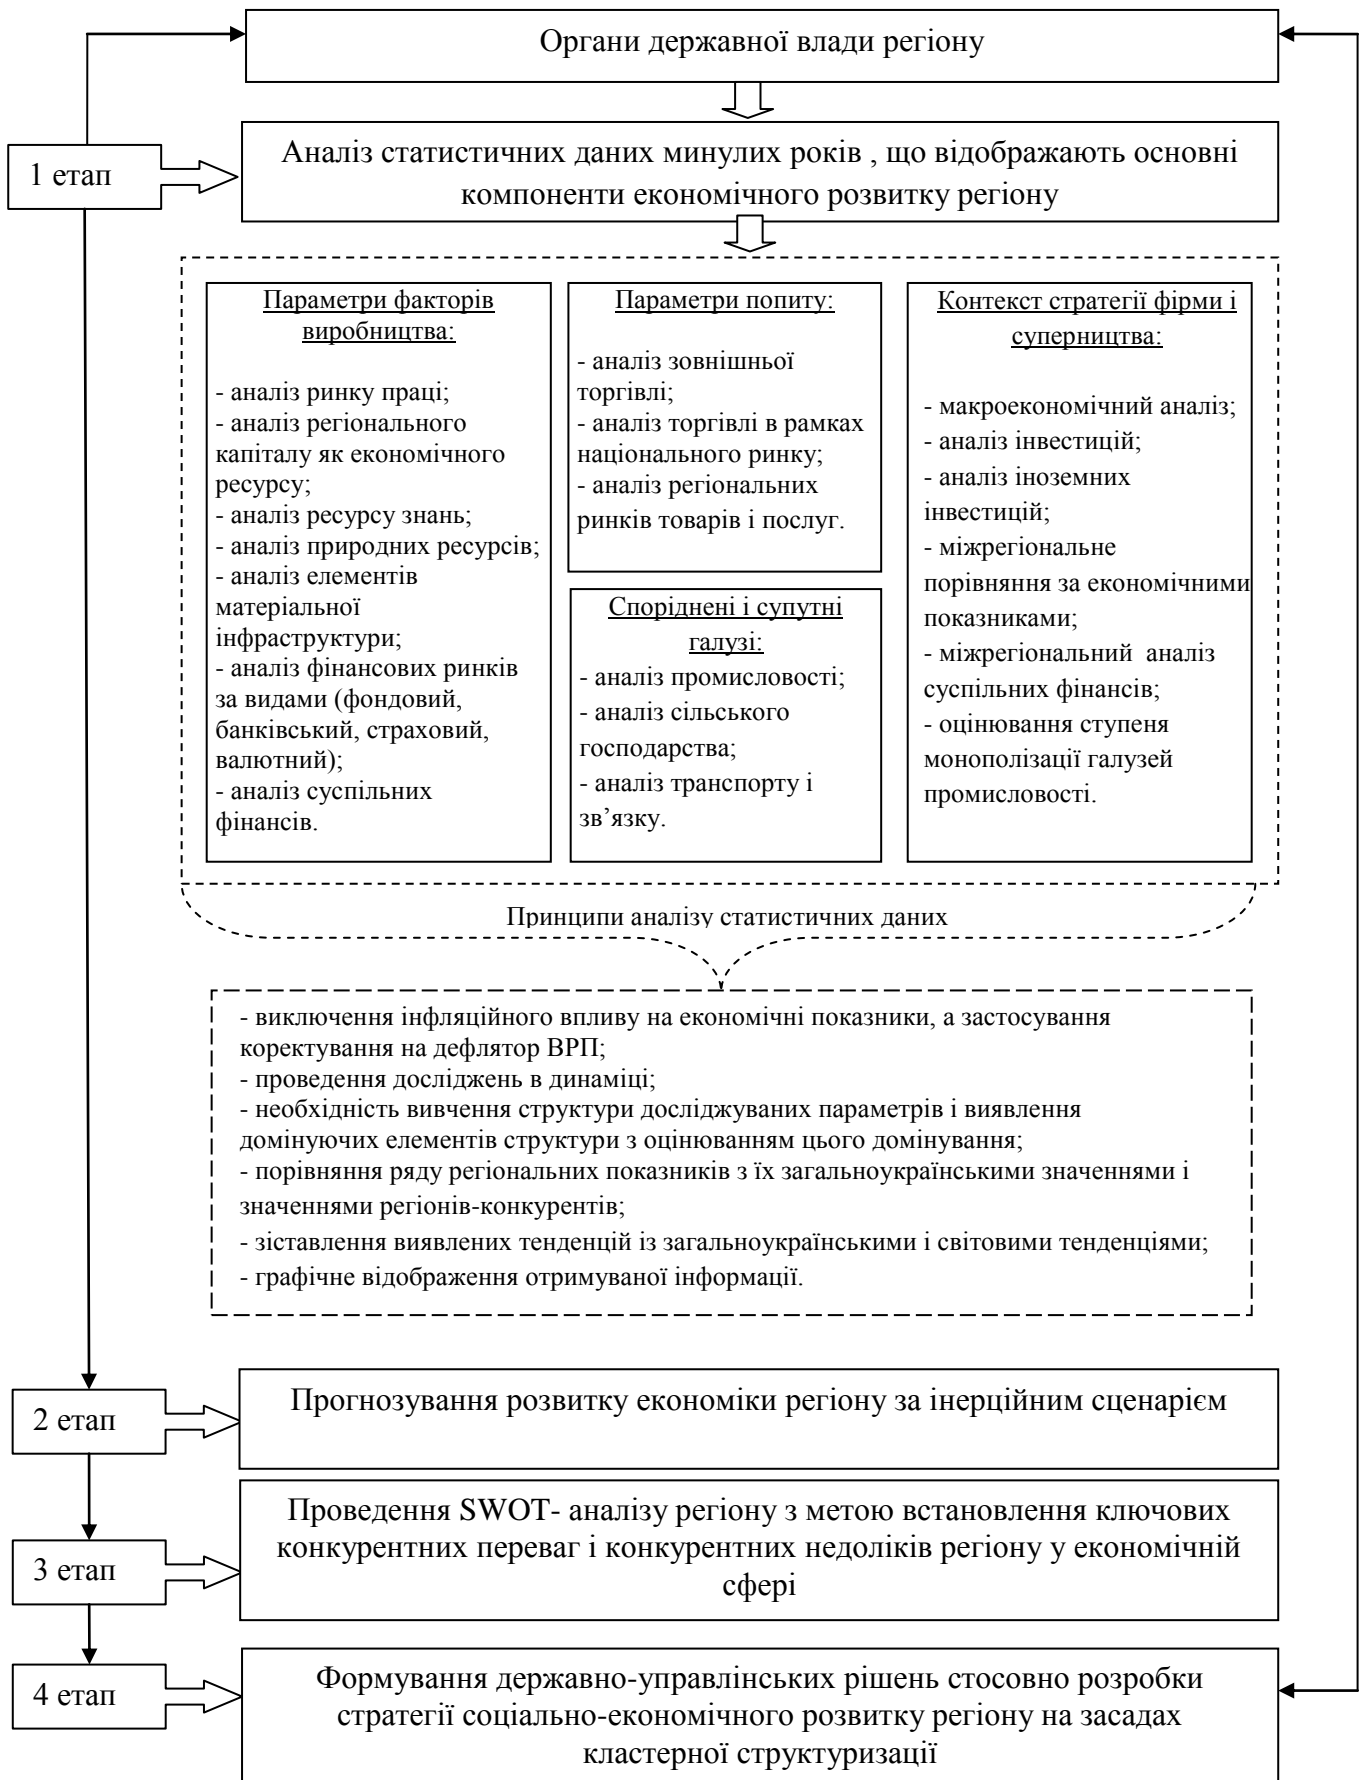 Органи державної влади регіону
1 етап
Аналіз статистичних даних минулих років , що відображають основні
компоненти економічного розвитку регіону
Параметри факторів
виробництва:
- аналіз ринку праці;
- аналіз регіонального
капіталу як економічного
ресурсу;
- аналіз ресурсу знань;
- аналіз природних ресурсів;
- аналіз елементів
матеріальної
інфраструктури;
- аналіз фінансових ринків
за видами (фондовий,
банківський, страховий,
валютний);
- аналіз суспільних
фінансів.
Параметри попиту:
- аналіз зовнішньої
торгівлі;
- аналіз торгівлі в рамках
національного ринку;
- аналіз регіональних
ринків товарів і послуг.
Споріднені і супутні
галузі:
- аналіз промисловості;
- аналіз сільського
господарства;
- аналіз транспорту і
зв’язку.
Контекст стратегії фірми і
суперництва:
- макроекономічний аналіз;
- аналіз інвестицій;
- аналіз іноземних
інвестицій;
- міжрегіональне
порівняння за економічними
показниками;
- міжрегіональний аналіз
суспільних фінансів;
- оцінювання ступеня
монополізації галузей
промисловості.
Принципи аналізу статистичних даних
- виключення інфляційного впливу на економічні показники, а застосування
коректування на дефлятор ВРП;
- проведення досліджень в динаміці;
- необхідність вивчення структури досліджуваних параметрів і виявлення
домінуючих елементів структури з оцінюванням цього домінування;
- порівняння ряду регіональних показників з їх загальноукраїнськими значеннями і
значеннями регіонів-конкурентів;
- зіставлення виявлених тенденцій із загальноукраїнськими і світовими тенденціями;
- графічне відображення отримуваної інформації.
2 етап
Прогнозування розвитку економіки регіону за інерційним сценарієм
3 етап
Проведення SWOT- аналізу регіону з метою встановлення ключових
конкурентних переваг і конкурентних недоліків регіону у економічній
сфері
4 етап
Формування державно-управлінських рішень стосовно розробки
стратегії соціально-економічного розвитку регіону на засадах
кластерної структуризації